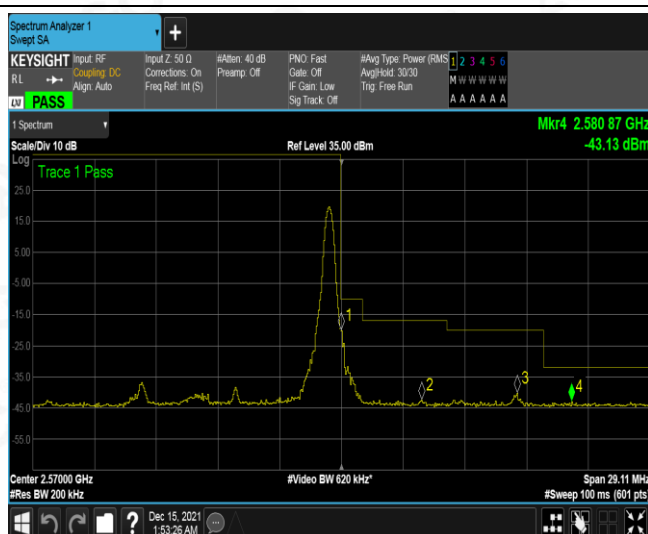 Spectrum Analyzer 1
Swept SA
+
KEYSIGHT
RL
PASS
Input: RF
Coupling: DC
Align: Auto
Input Z: 50 Ω
Corrections: On
Freq Ref: Int (S)
#Atten: 40 dB
Preamp: Off
PNO: Fast
Gate: Off
IF Gain: Low
Sig Track: Off
#Avg Type: Power (RMS
Avg|Hold: 30/30
Trig: Free Run
1 2 3 4 5 6
M W W W W W
A A A A A A
1 Spectrum
Scale/Div 10 dB
Ref Level 35.00 dBm
Mkr4 2.580 87 GHz
-43.13 dBm
Log
Trace 1 Pass
25.0
15.0
5.00
-5.00
-15.0
-25.0
-35.0
-45.0
-55.0
1
2
3
4
Center 2.57000 GHz
#Res BW 200 kHz
#Video BW 620 kHz*
Span 29.11 MHz
#Sweep 100 ms (601 pts)
?
Dec 15, 2021
1:53:26 AM